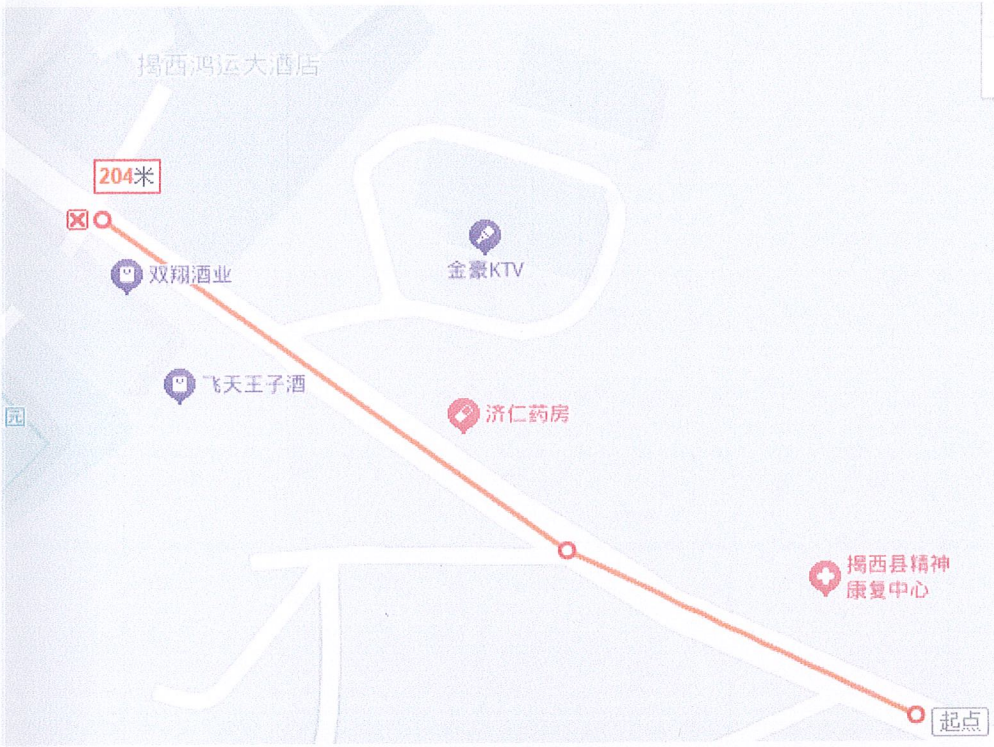 揭西鸿运大酒店
204米
双翔酒业
金豪KTV
飞天王子酒
园
济仁药房
揭西县精神
康复中心
起点